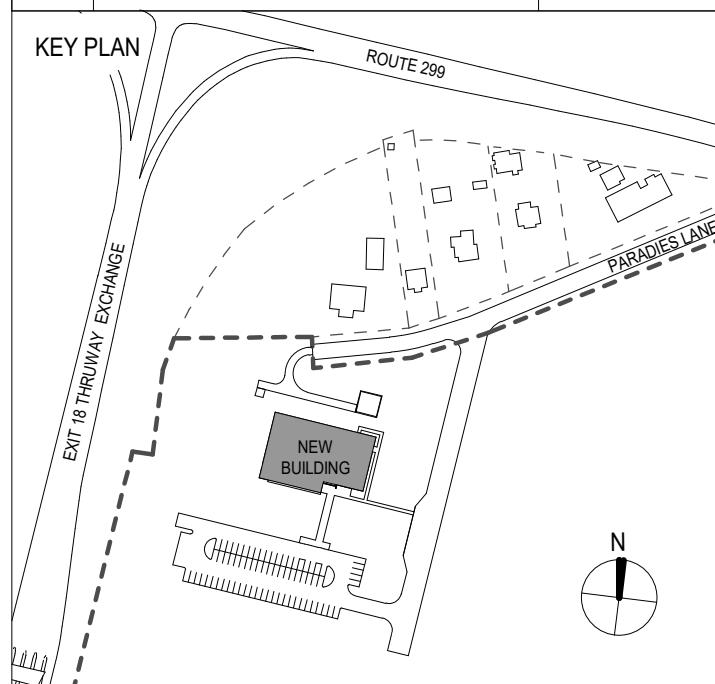 KEY PLAN
ROUTE 299
EXIT 18 THRUWAY EXCHANGE
PARADIES LANE
NEW
BUILDING
N